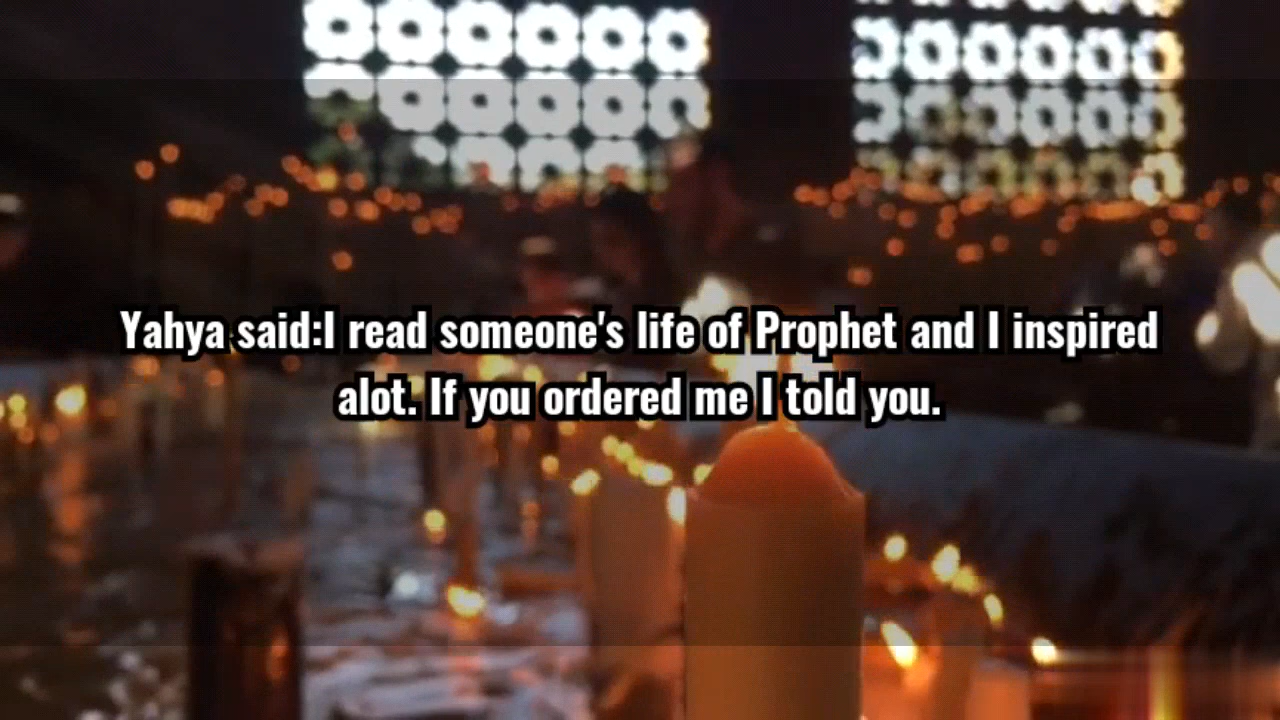 Yahya said:I read someone's life of Prophet and I inspired
alot. If you ordered me I told you.